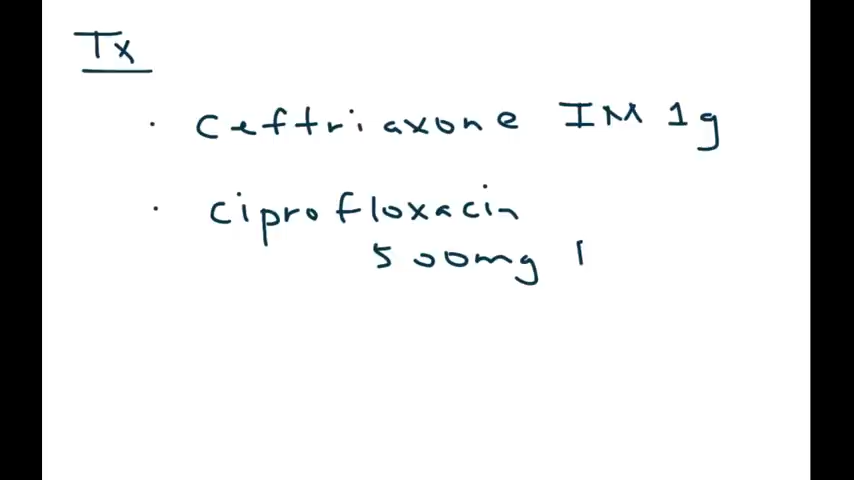 Tx
· Ceftriaxone IM 1g
· Ciprofloxacin
500mg